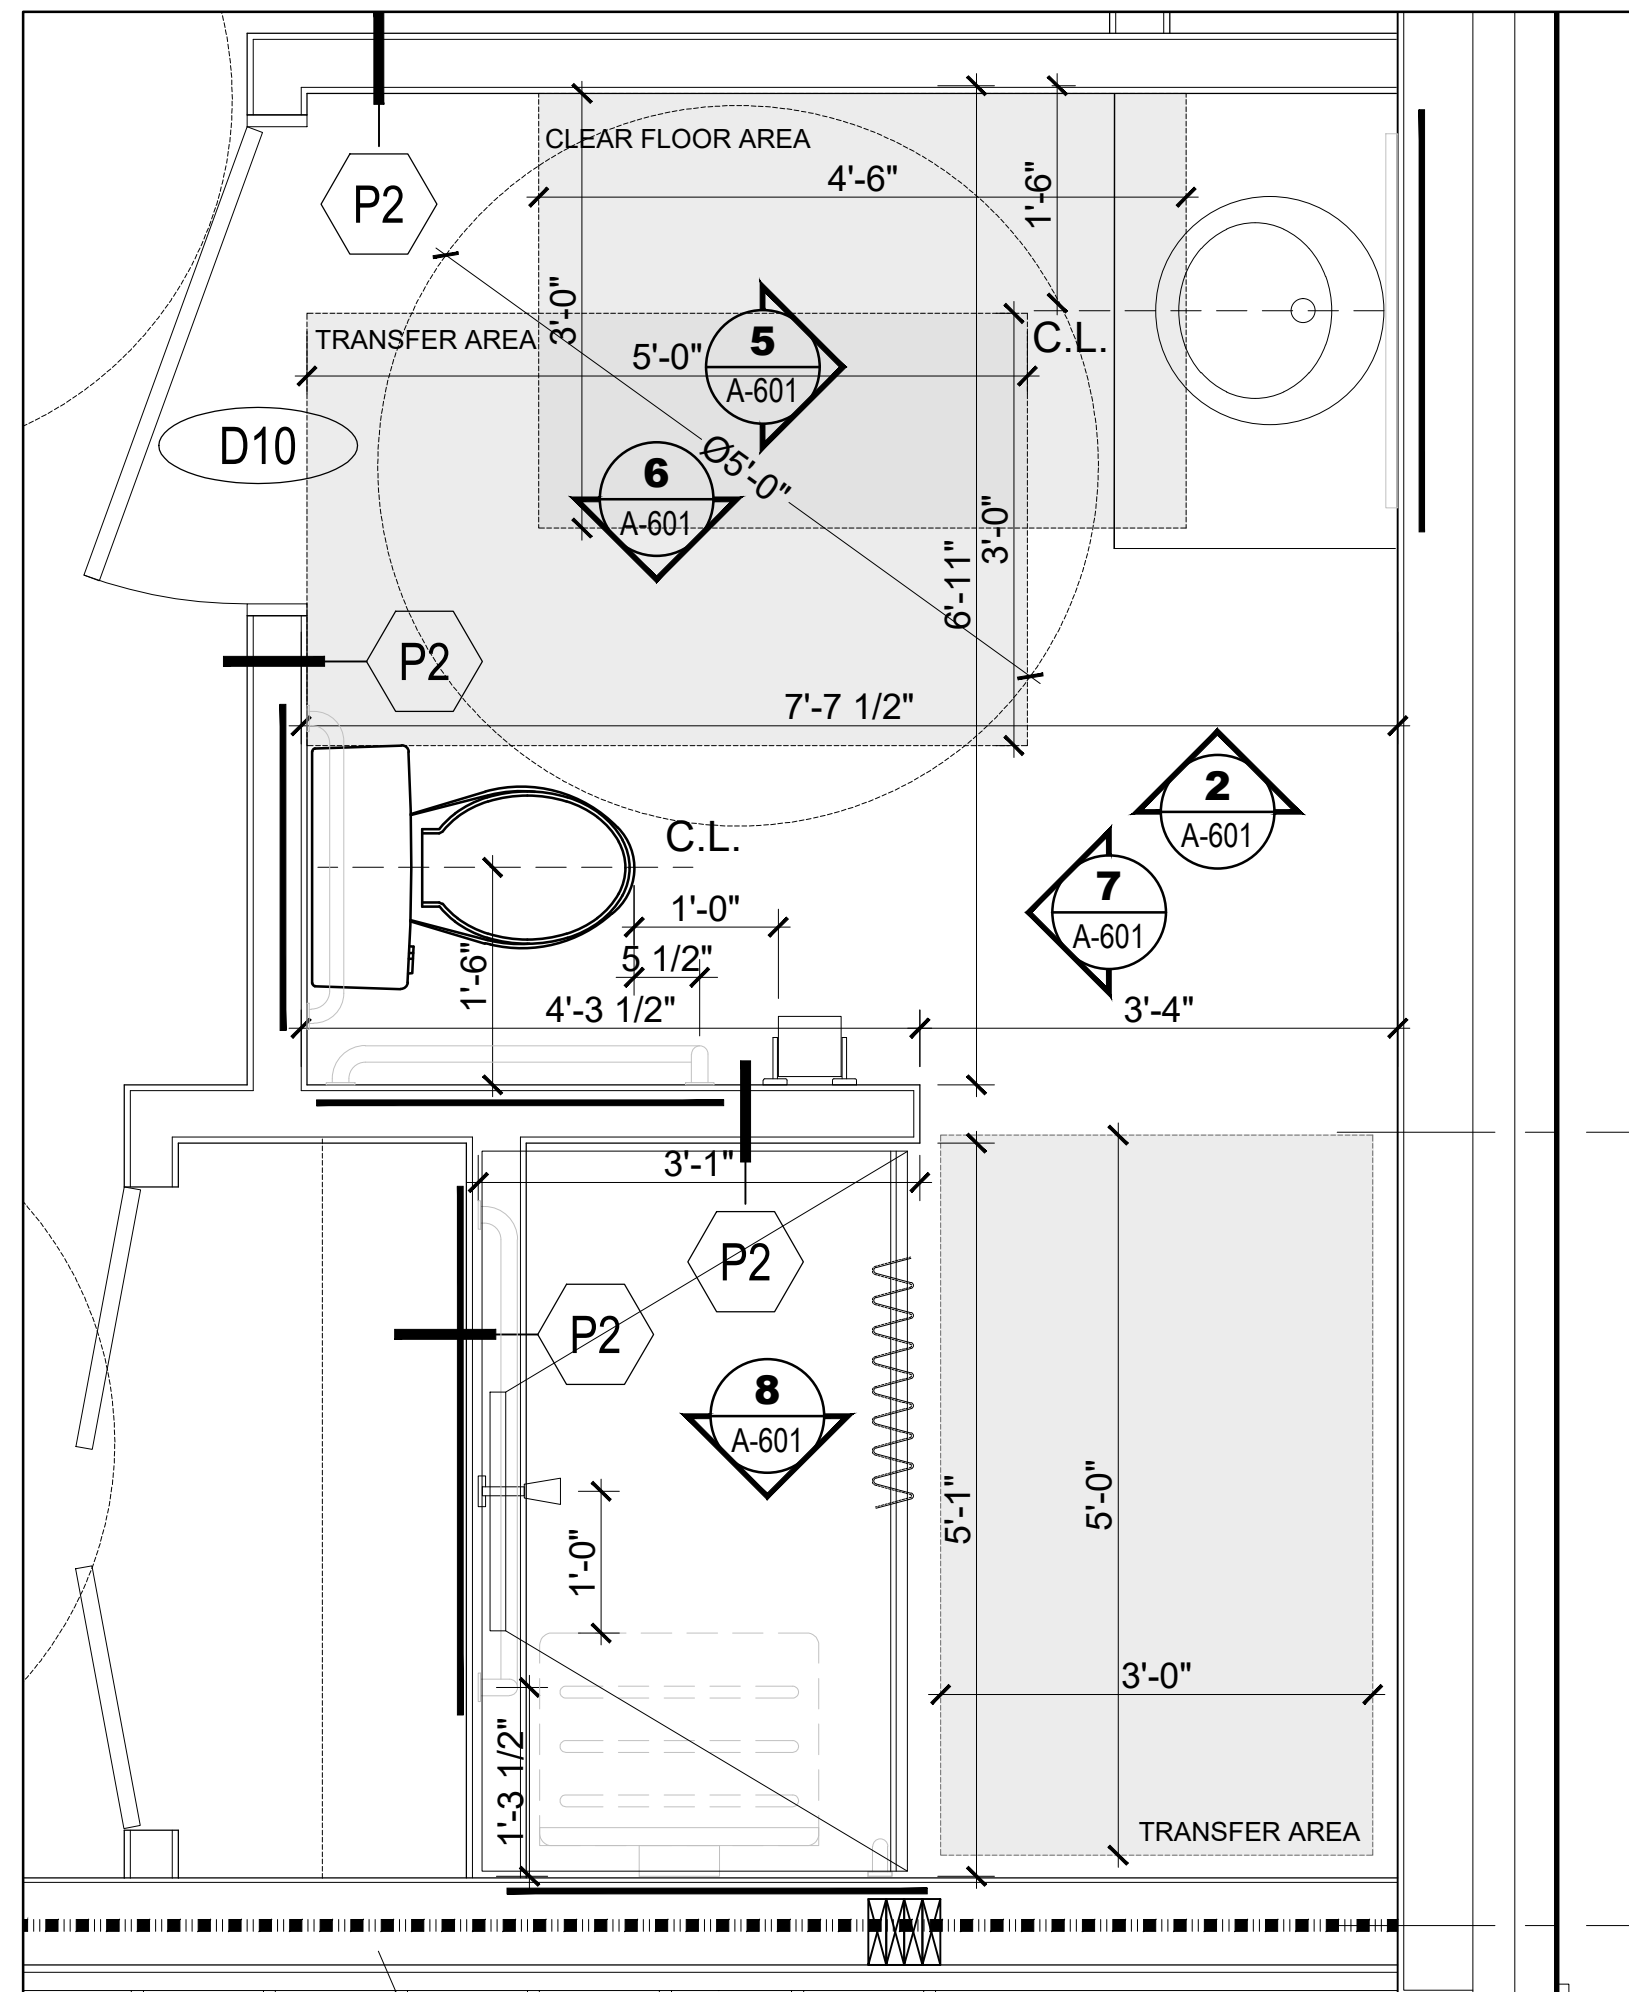 CLEAR FLOOR AREA
4'-6"
1'-6"
P2
3'-0"
TRANSFER AREA
5'-0"
5
A-601
C.L.
D10
6
A-601
Ø5'-0"
3'-0"
6'-11"
P2
7'-7 1/2"
2
A-601
C.L.
7
A-601
1'-0"
5 1/2"
1'-6"
4'-3 1/2"
3'-4"
3'-1"
P2
P2
8
A-601
5'-1"
5'-0"
1'-0"
3'-0"
1'-3 1/2"
TRANSFER AREA